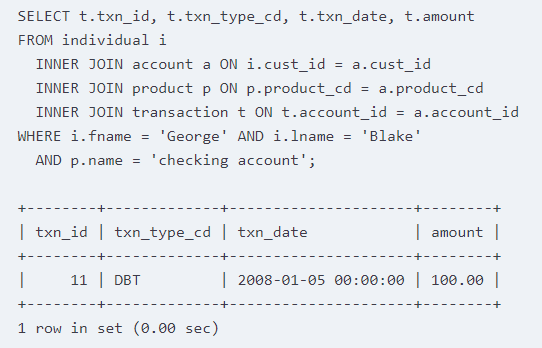 SELECT t.txn_id, t.txn_type_cd, t.txn_date, t.amount
FROM individual i
  INNER JOIN account a ON i.cust_id = a.cust_id
  INNER JOIN product p ON p.product_cd = a.product_cd
  INNER JOIN transaction t ON t.account_id = a.account_id
WHERE i.fname = 'George' AND i.lname = 'Blake'
  AND p.name = 'checking account';

+--------+-------------+---------------------+--------+
| txn_id | txn_type_cd | txn_date            | amount |
+--------+-------------+---------------------+--------+
|     11 | DBT         | 2008-01-05 00:00:00 | 100.00 |
+--------+-------------+---------------------+--------+
1 row in set (0.00 sec)